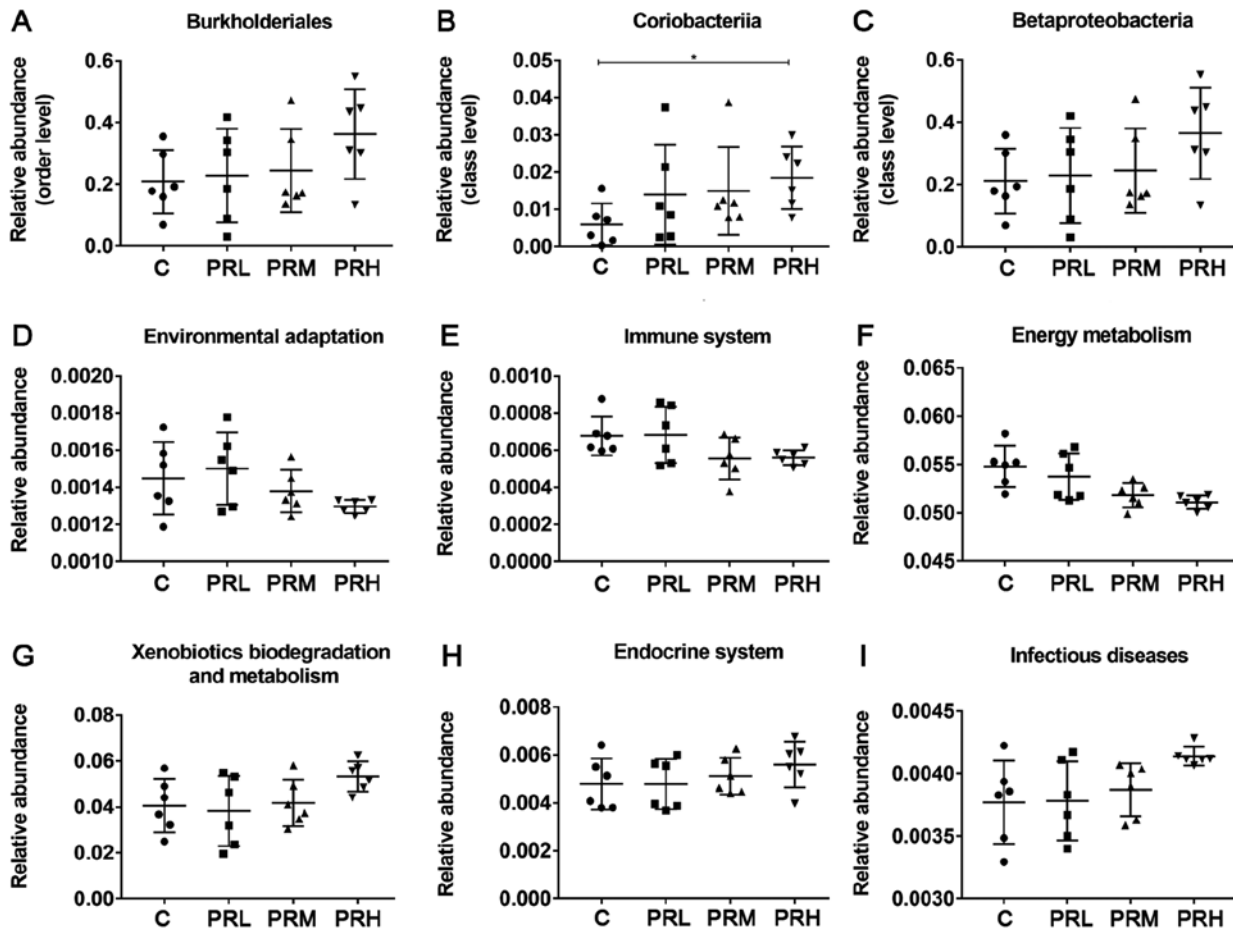 A
Burkholderiales
Relative abundance
(order level)
0.6
0.4
0.2
0.0
C PRL PRM PRH
B
Coriobacteriia
Relative abundance
(class level)
0.05
0.04
0.03
0.02
0.01
0.00
*
C PRL PRM PRH
C
Betaproteobacteria
Relative abundance
(class level)
0.6
0.4
0.2
0.0
C PRL PRM PRH
D
Environmental adaptation
Relative abundance
0.0020
0.0018
0.0016
0.0014
0.0012
0.0010
C PRL PRM PRH
E
Immune system
Relative abundance
0.0010
0.0008
0.0006
0.0004
0.0002
0.0000
C PRL PRM PRH
F
Energy metabolism
Relative abundance
0.065
0.060
0.055
0.050
0.045
C PRL PRM PRH
G
Xenobiotics biodegradation
and metabolism
Relative abundance
0.08
0.06
0.04
0.02
0.00
C PRL PRM PRH
H
Endocrine system
Relative abundance
0.008
0.006
0.004
0.002
0.000
C PRL PRM PRH
I
Infectious diseases
Relative abundance
0.0045
0.0040
0.0035
0.0030
C PRL PRM PRH